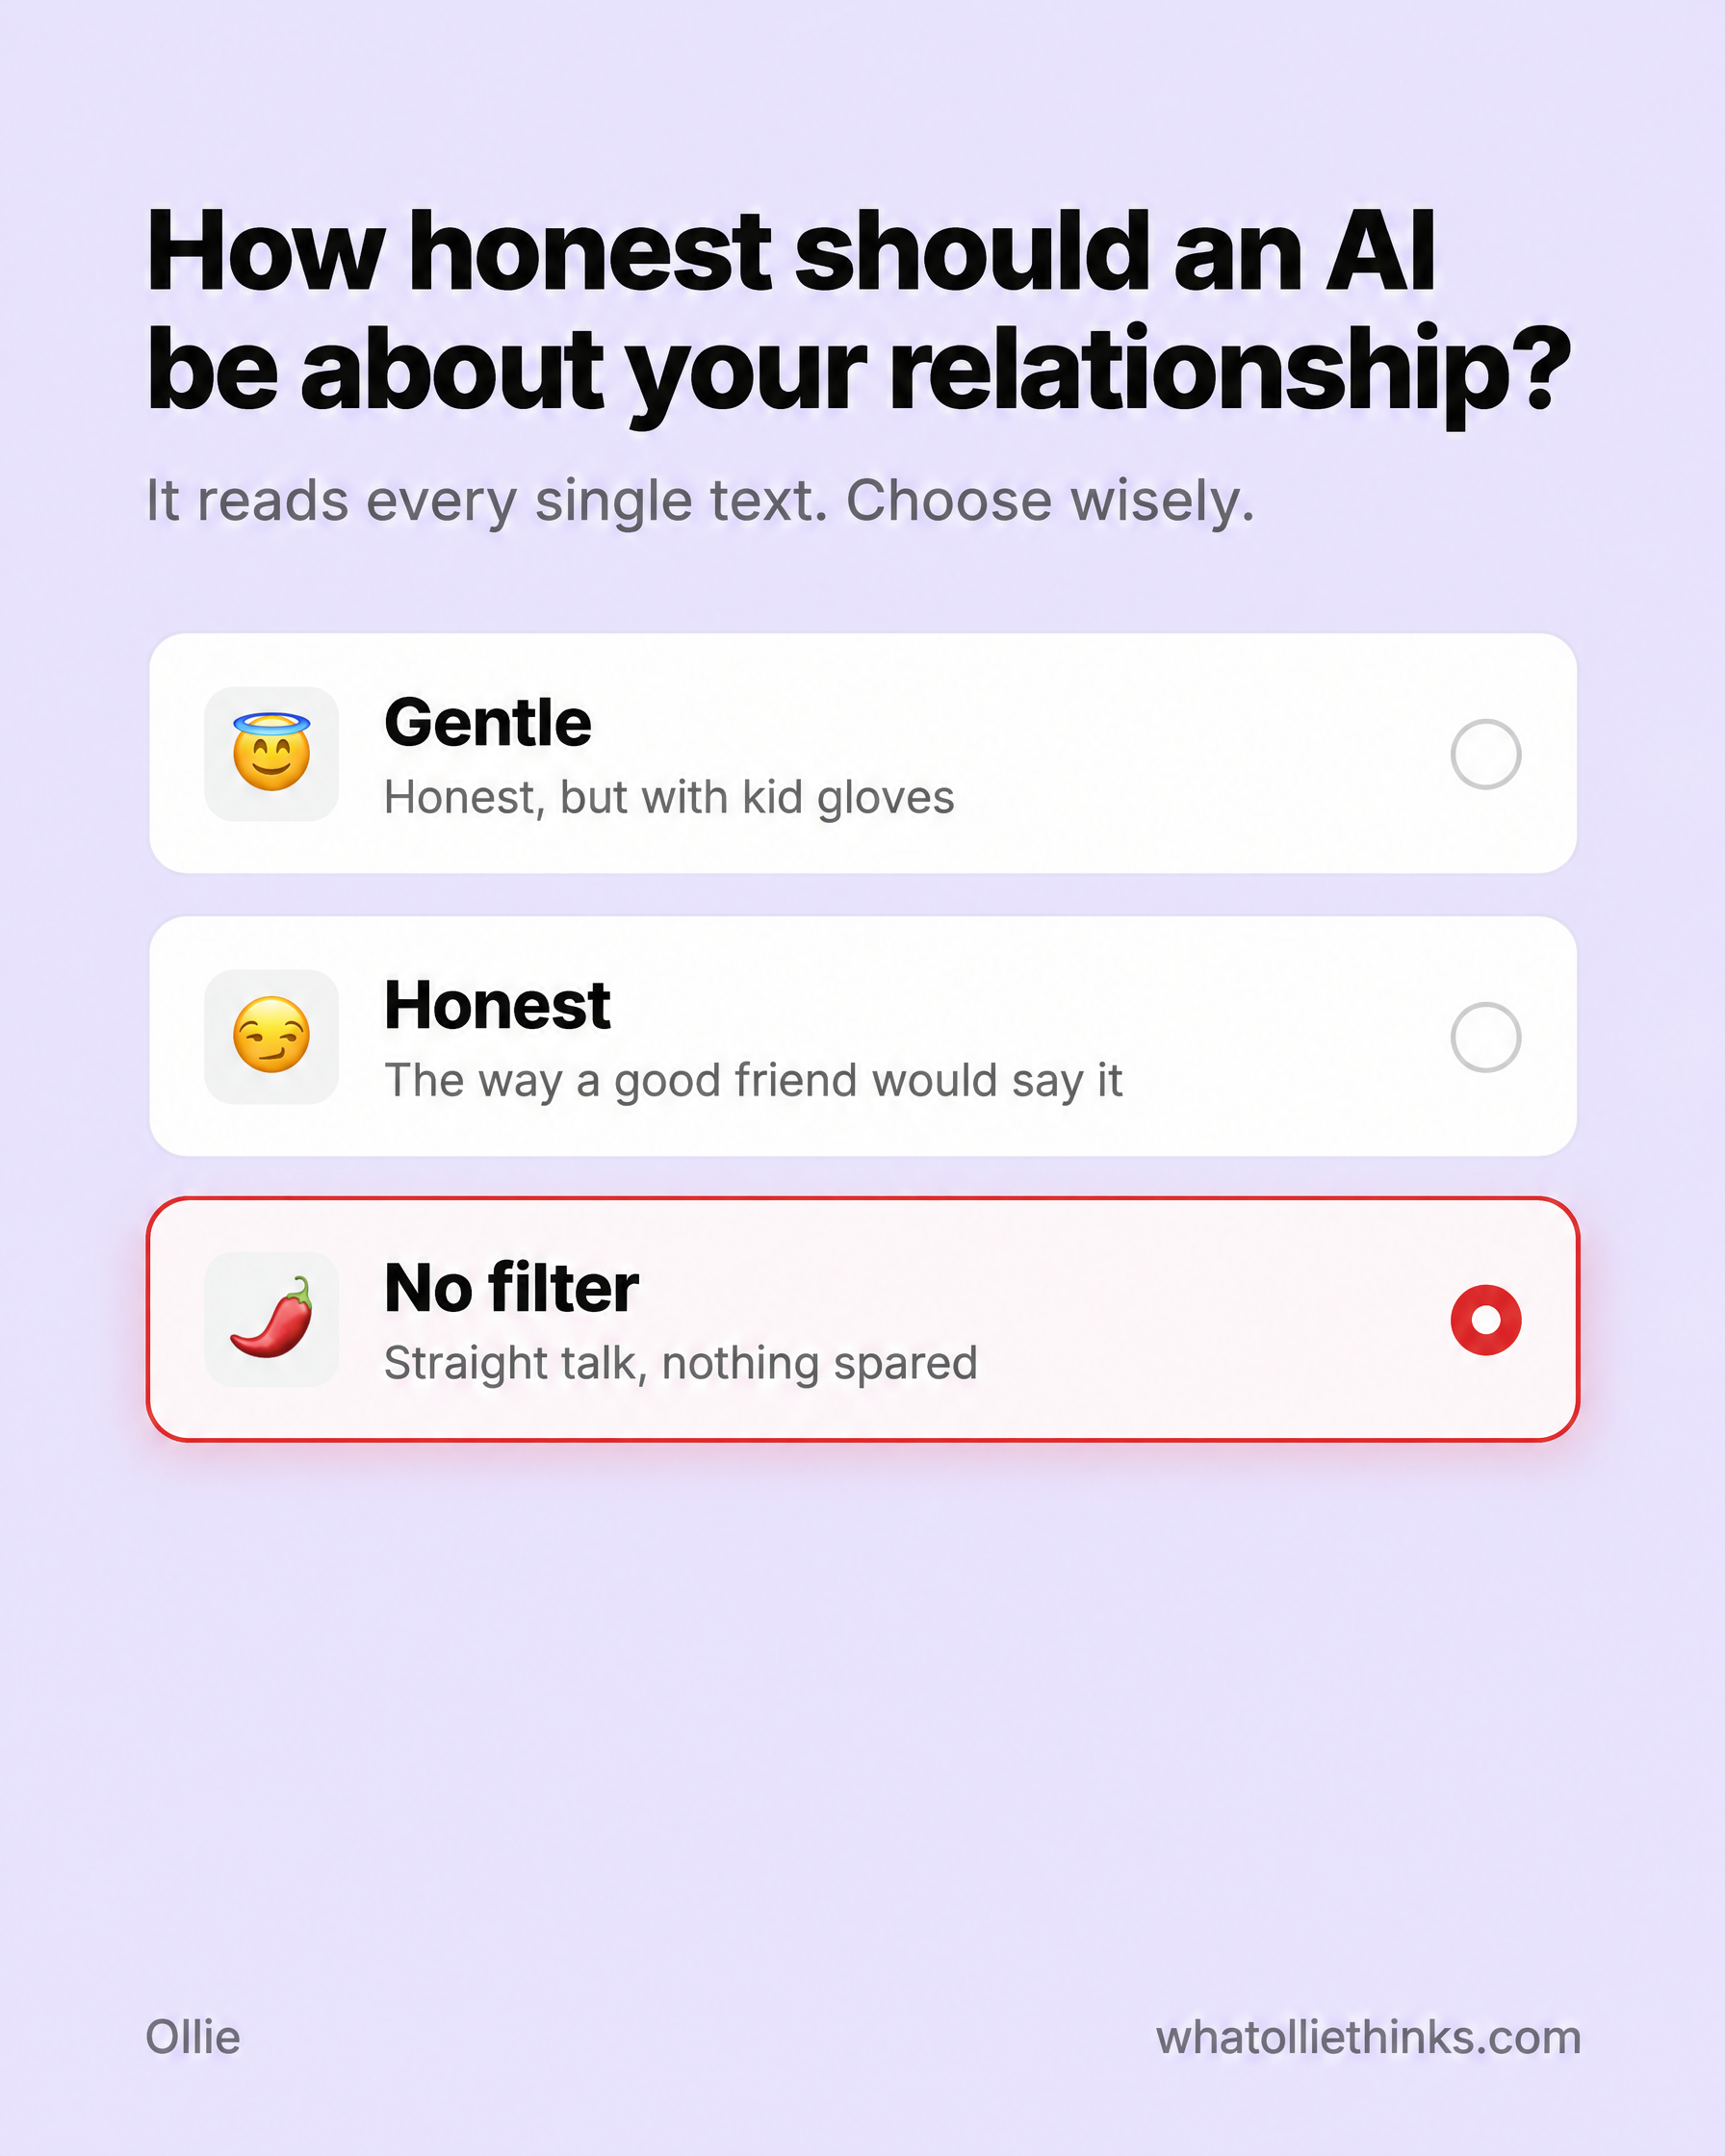 How honest should an AI
be about your relationship?
It reads every single text. Choose wisely.
Gentle
Honest, but with kid gloves
Honest
The way a good friend would say it
No filter
Straight talk, nothing spared
Ollie
whatolliethinks.com